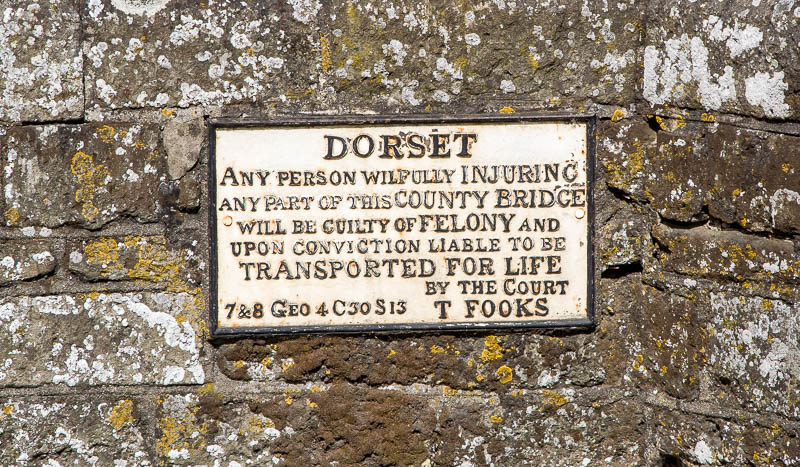 DORSET
ANY PERSON WILFULLY INJURING
ANY PART OF THIS COUNTY BRIDGE
WILL BE GUILTY OF FELONY AND
UPON CONVICTION LIABLE TO BE
TRANSPORTED FOR LIFE
BY THE COURT
7&8 GEO 4 C30 S13 T FOOKS